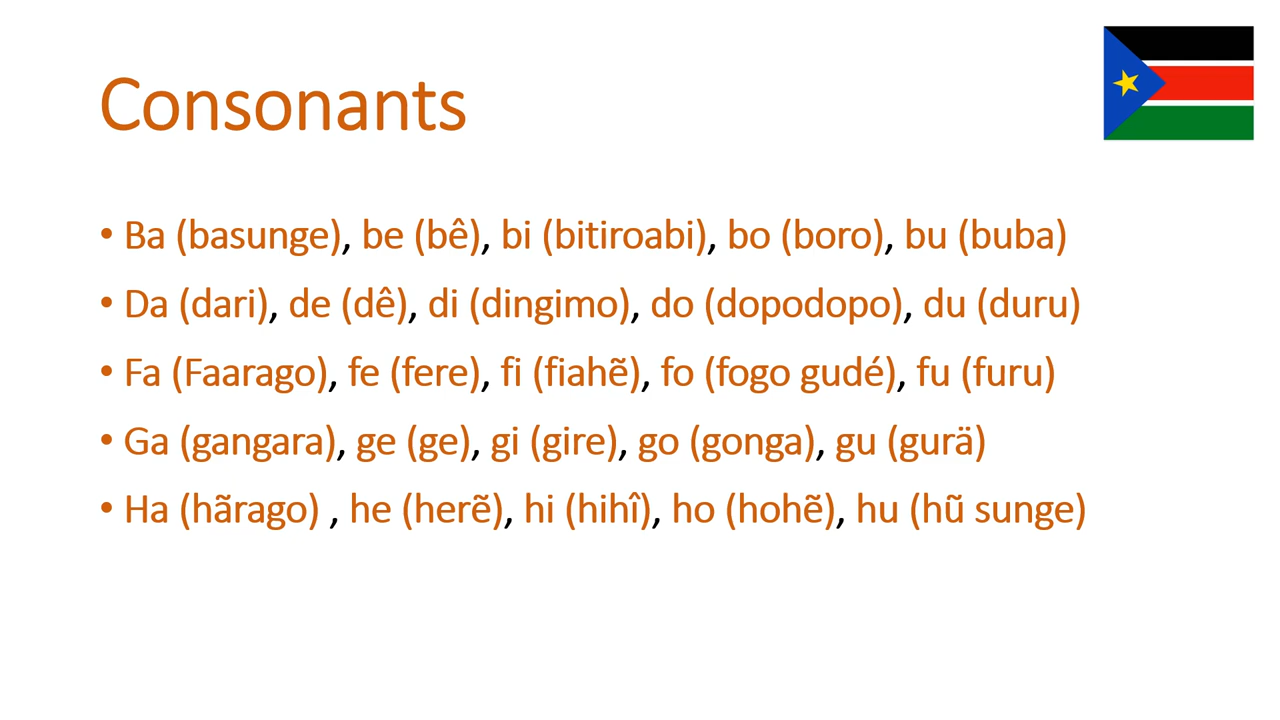 Consonants
• Ba (basunge), be (bê), bi (bitiroabi), bo (boro), bu (buba)
• Da (dari), de (dê), di (dingimo), do (dopodopo), du (duru)
• Fa (Faarago), fe (fere), fi (fiahẽ), fo (fogo gudé), fu (furu)
• Ga (gangara), ge (ge), gi (gire), go (gonga), gu (gurä)
• Ha (hãrago) , he (herẽ), hi (hihî), ho (hohẽ), hu (hũ sunge)